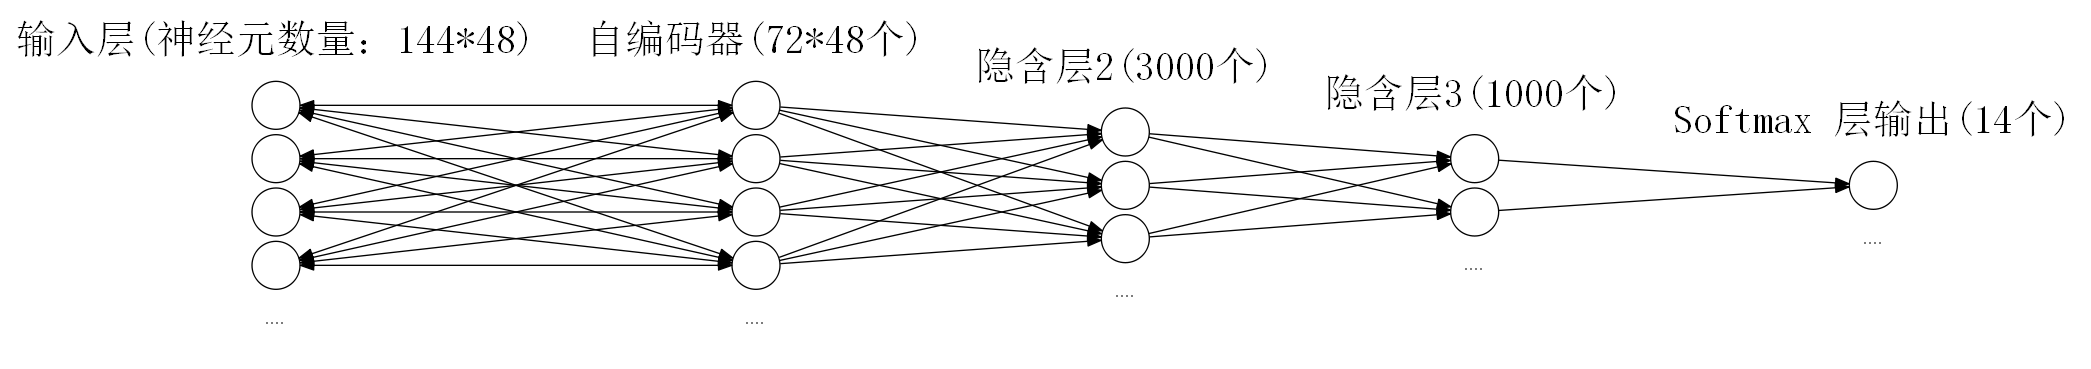 输入层(神经元数量：144*48)
自编码器(72*48个)
隐含层2(3000个)
隐含层3(1000个)
Softmax 层输出(14个)
....
....
....
....
....